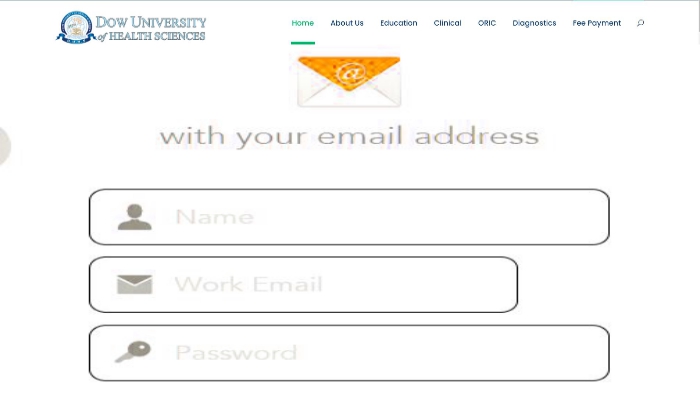 DOW UNIVERSITY
of HEALTH SCIENCES
Home About Us Education Clinical ORIC Diagnostics Fee Payment
@
with your email address
Name
Work Email
Password